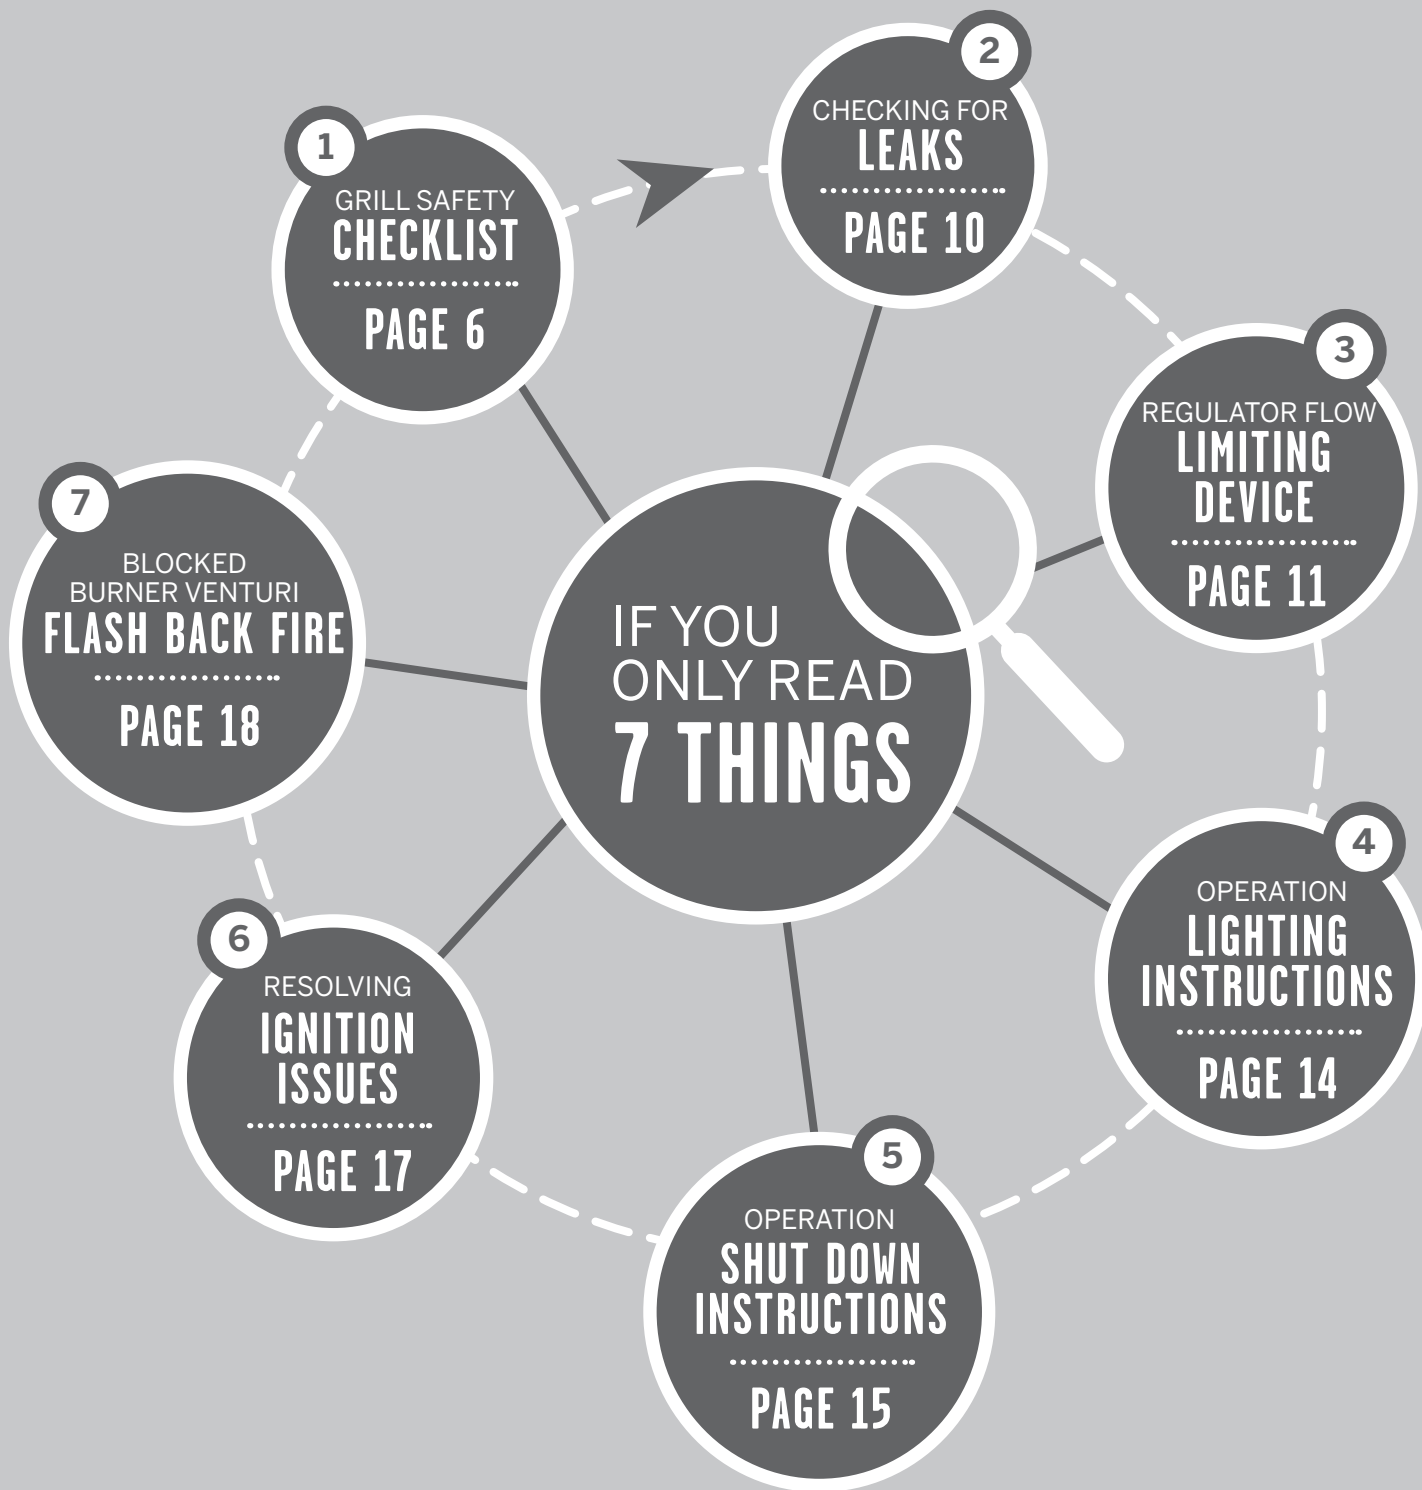 1
GRILL SAFETY
CHECKLIST
PAGE 6
2
CHECKING FOR
LEAKS
PAGE 10
3
REGULATOR FLOW
LIMITING
DEVICE
PAGE 11
4
OPERATION
LIGHTING
INSTRUCTIONS
PAGE 14
5
OPERATION
SHUT DOWN
INSTRUCTIONS
PAGE 15
6
RESOLVING
IGNITION
ISSUES
PAGE 17
7
BLOCKED
BURNER VENTURI
FLASH BACK FIRE
PAGE 18
IF YOU
ONLY READ
7 THINGS